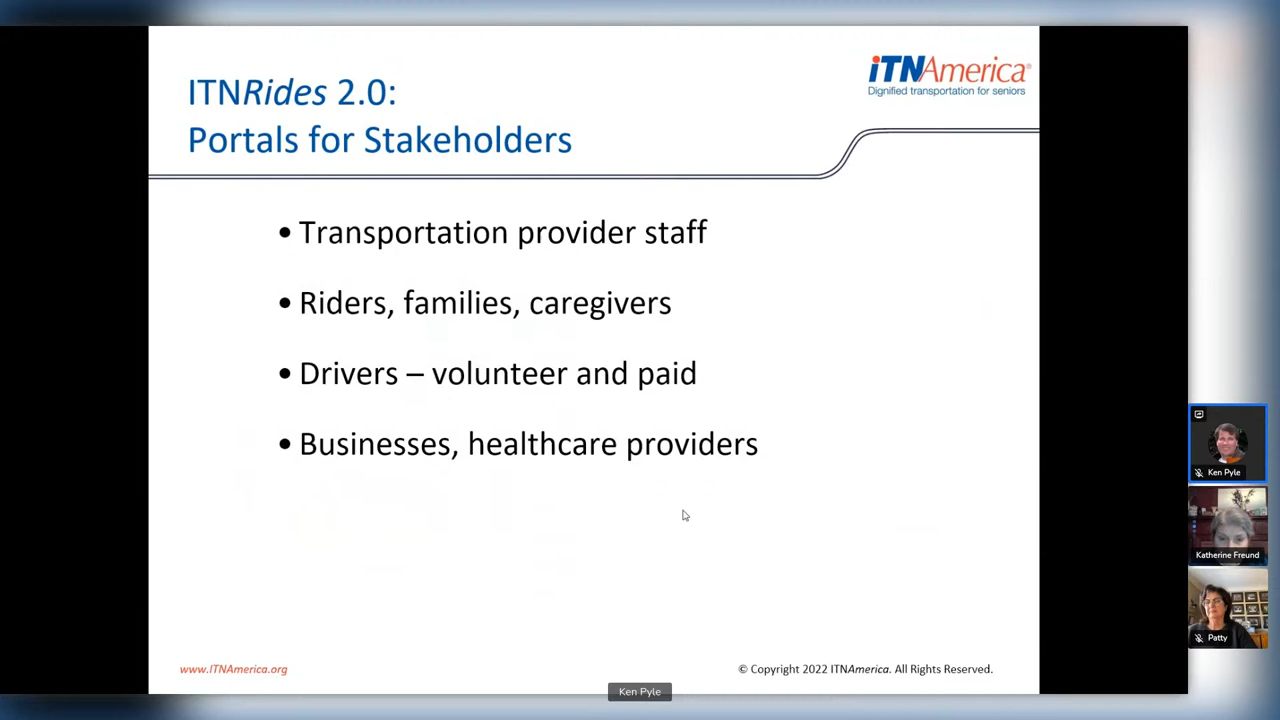 ITNRides 2.0:
Portals for Stakeholders
iTNAmerica®
Dignified transportation for seniors
• Transportation provider staff
• Riders, families, caregivers
• Drivers – volunteer and paid
• Businesses, healthcare providers
www.ITNAmerica.org
© Copyright 2022 ITNAmerica. All Rights Reserved.
Ken Pyle
Katherine Freund
Patty
Ken Pyle